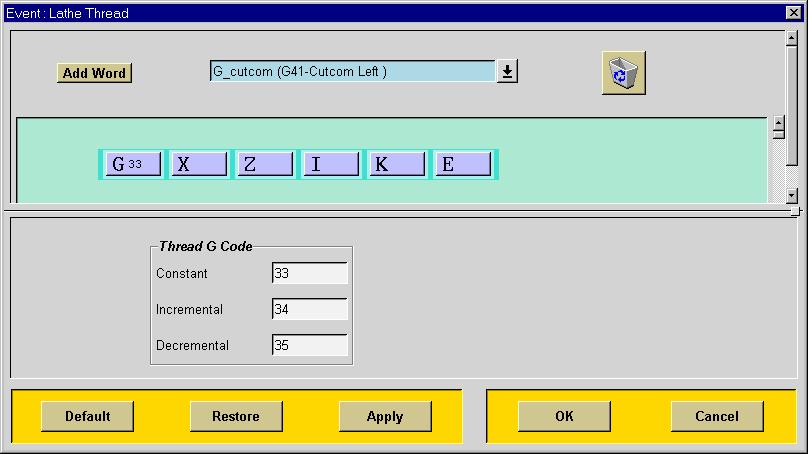 Event : Lathe Thread
Add Word
G_cutcom (G41-Cutcom Left )
G 33 X Z I K E
Thread G Code
Constant 33
Incremental 34
Decremental 35
Default Restore Apply OK Cancel